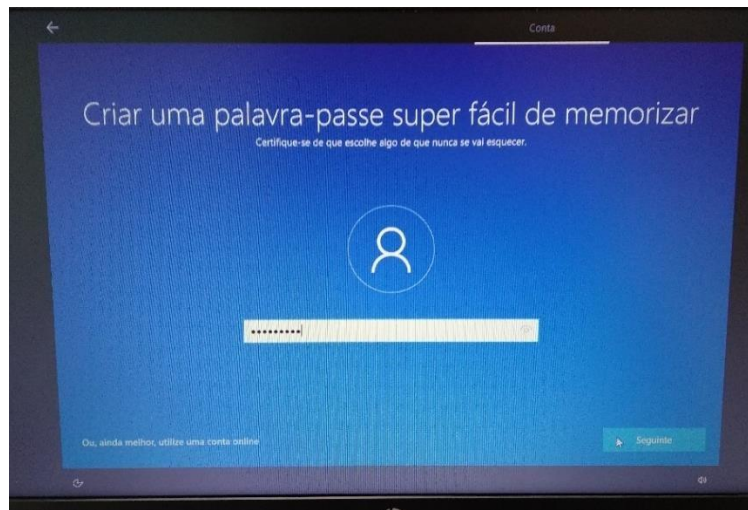 Conta
Criar uma palavra-passe super fácil de memorizar
Certifique-se de que escolhe algo de que nunca se vai esquecer.
Ou, ainda melhor, utilize uma conta online
Seguinte